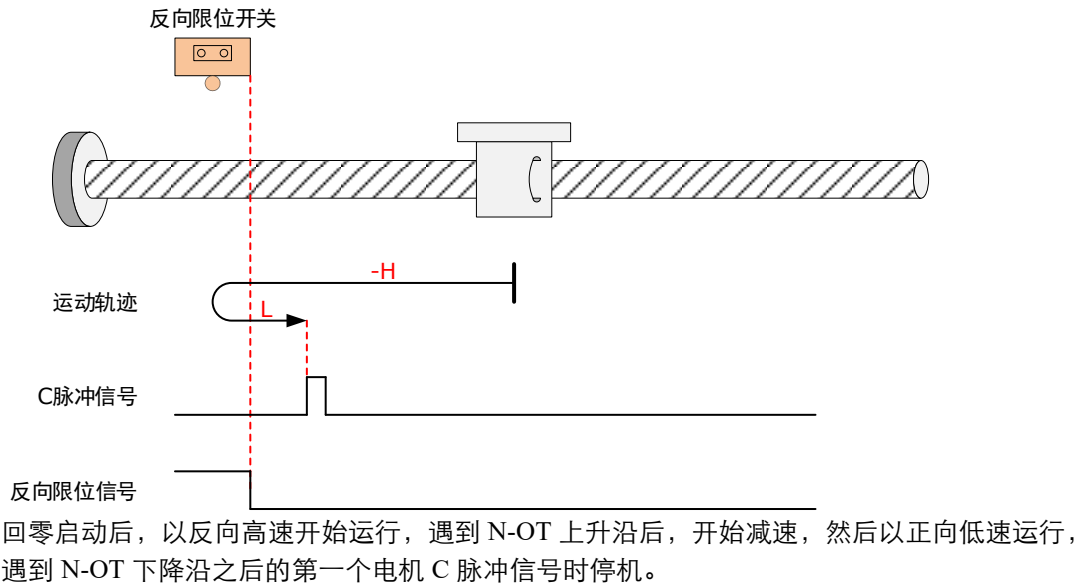 反向限位开关
-H
运动轨迹
L
C脉冲信号
反向限位信号
回零启动后，以反向高速开始运行，遇到 N-OT 上升沿后，开始减速，然后以正向低速运行，
遇到 N-OT 下降沿之后的第一个电机 C 脉冲信号时停机。